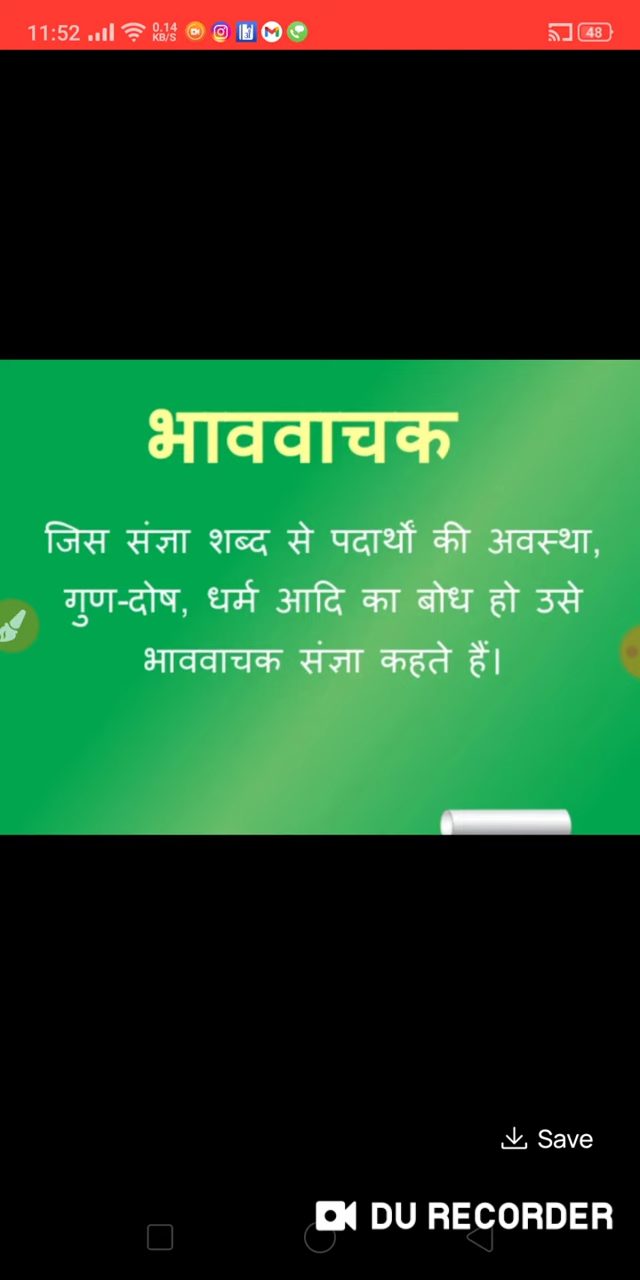 11:52 0.14 KB/S 48
भाववाचक
जिस संज्ञा शब्द से पदार्थों की अवस्था,
गुण-दोष, धर्म आदि का बोध हो उसे
भाववाचक संज्ञा कहते हैं।
Save
DU RECORDER